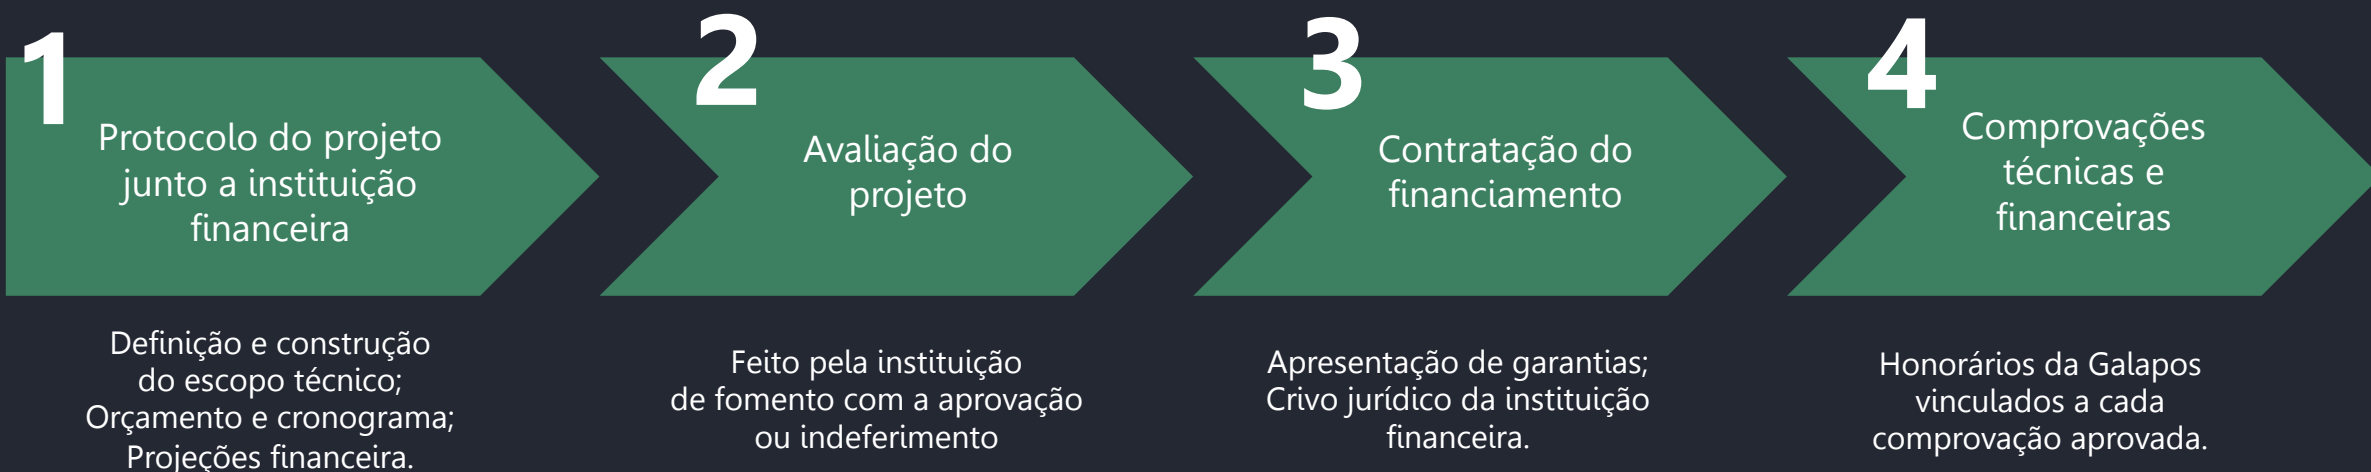 1
Protocolo do projeto
junto a instituição
financeira
Definição e construção
do escopo técnico;
Orçamento e cronograma;
Projeções financeira.
2
Avaliação do
projeto
Feito pela instituição
de fomento com a aprovação
ou indeferimento
3
Contratação do
financiamento
Apresentação de garantias;
Crivo jurídico da instituição
financeira.
4
Comprovações
técnicas e
financeiras
Honorários da Galapos
vinculados a cada
comprovação aprovada.